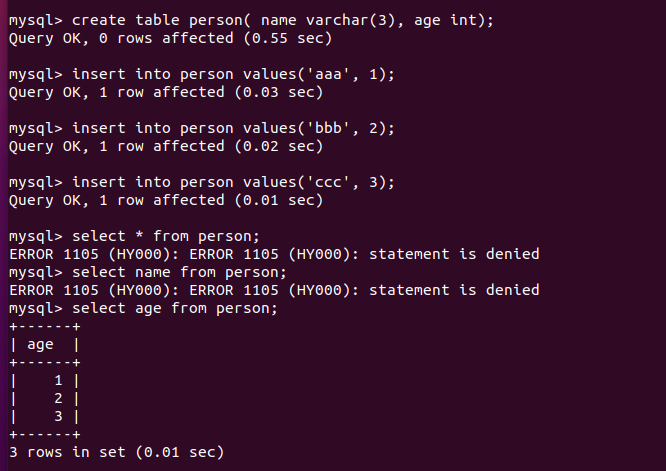 mysql> create table person( name varchar(3), age int);
Query OK, 0 rows affected (0.55 sec)
mysql> insert into person values('aaa', 1);
Query OK, 1 row affected (0.03 sec)
mysql> insert into person values('bbb', 2);
Query OK, 1 row affected (0.02 sec)
mysql> insert into person values('ccc', 3);
Query OK, 1 row affected (0.01 sec)
mysql> select * from person;
ERROR 1105 (HY000): ERROR 1105 (HY000): statement is denied
mysql> select name from person;
ERROR 1105 (HY000): ERROR 1105 (HY000): statement is denied
mysql> select age from person;
+------+
| age  |
+------+
|    1 |
|    2 |
|    3 |
+------+
3 rows in set (0.01 sec)